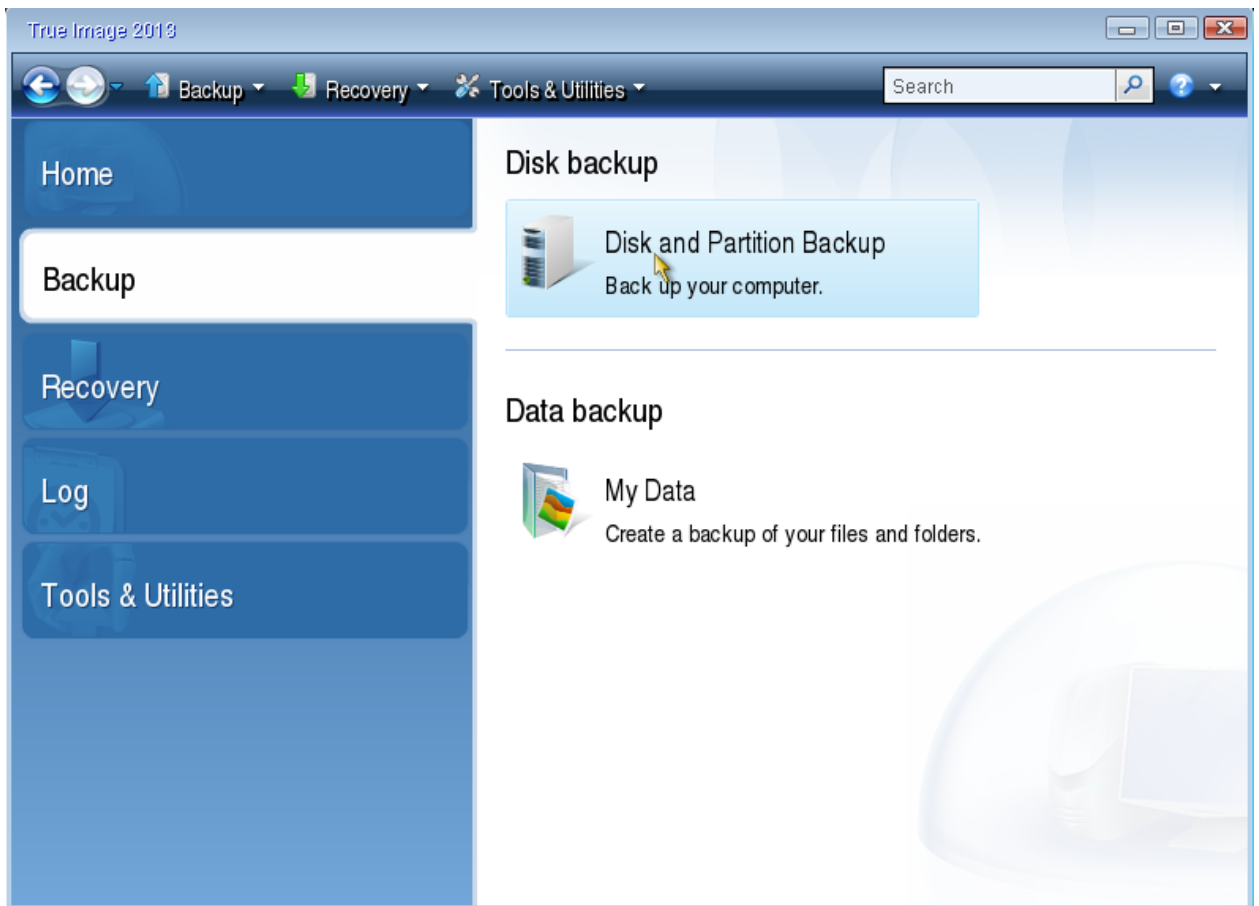 True Image 2013
Backup
Recovery
Tools & Utilities
Search
Home
Backup
Recovery
Log
Tools & Utilities
Disk backup
Disk and Partition Backup
Back up your computer.
Data backup
My Data
Create a backup of your files and folders.